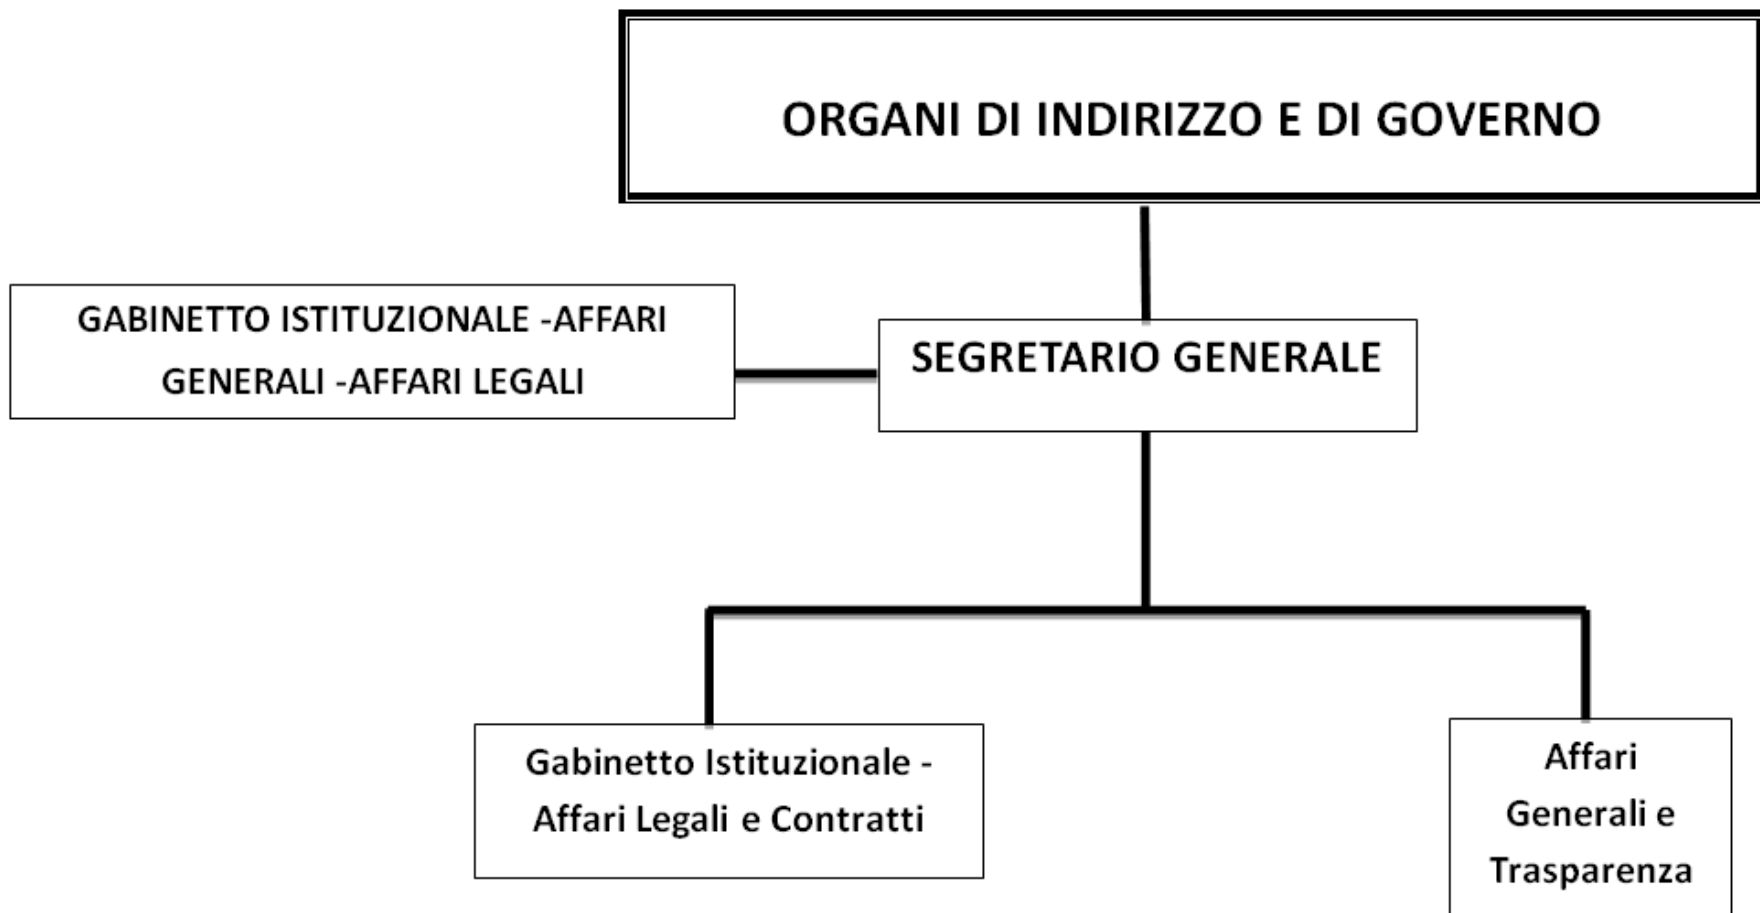 ORGANI DI INDIRIZZO E DI GOVERNO
GABINETTO ISTITUZIONALE -AFFARI
GENERALI -AFFARI LEGALI
SEGRETARIO GENERALE
Gabinetto Istituzionale -
Affari Legali e Contratti
Affari
Generali e
Trasparenza